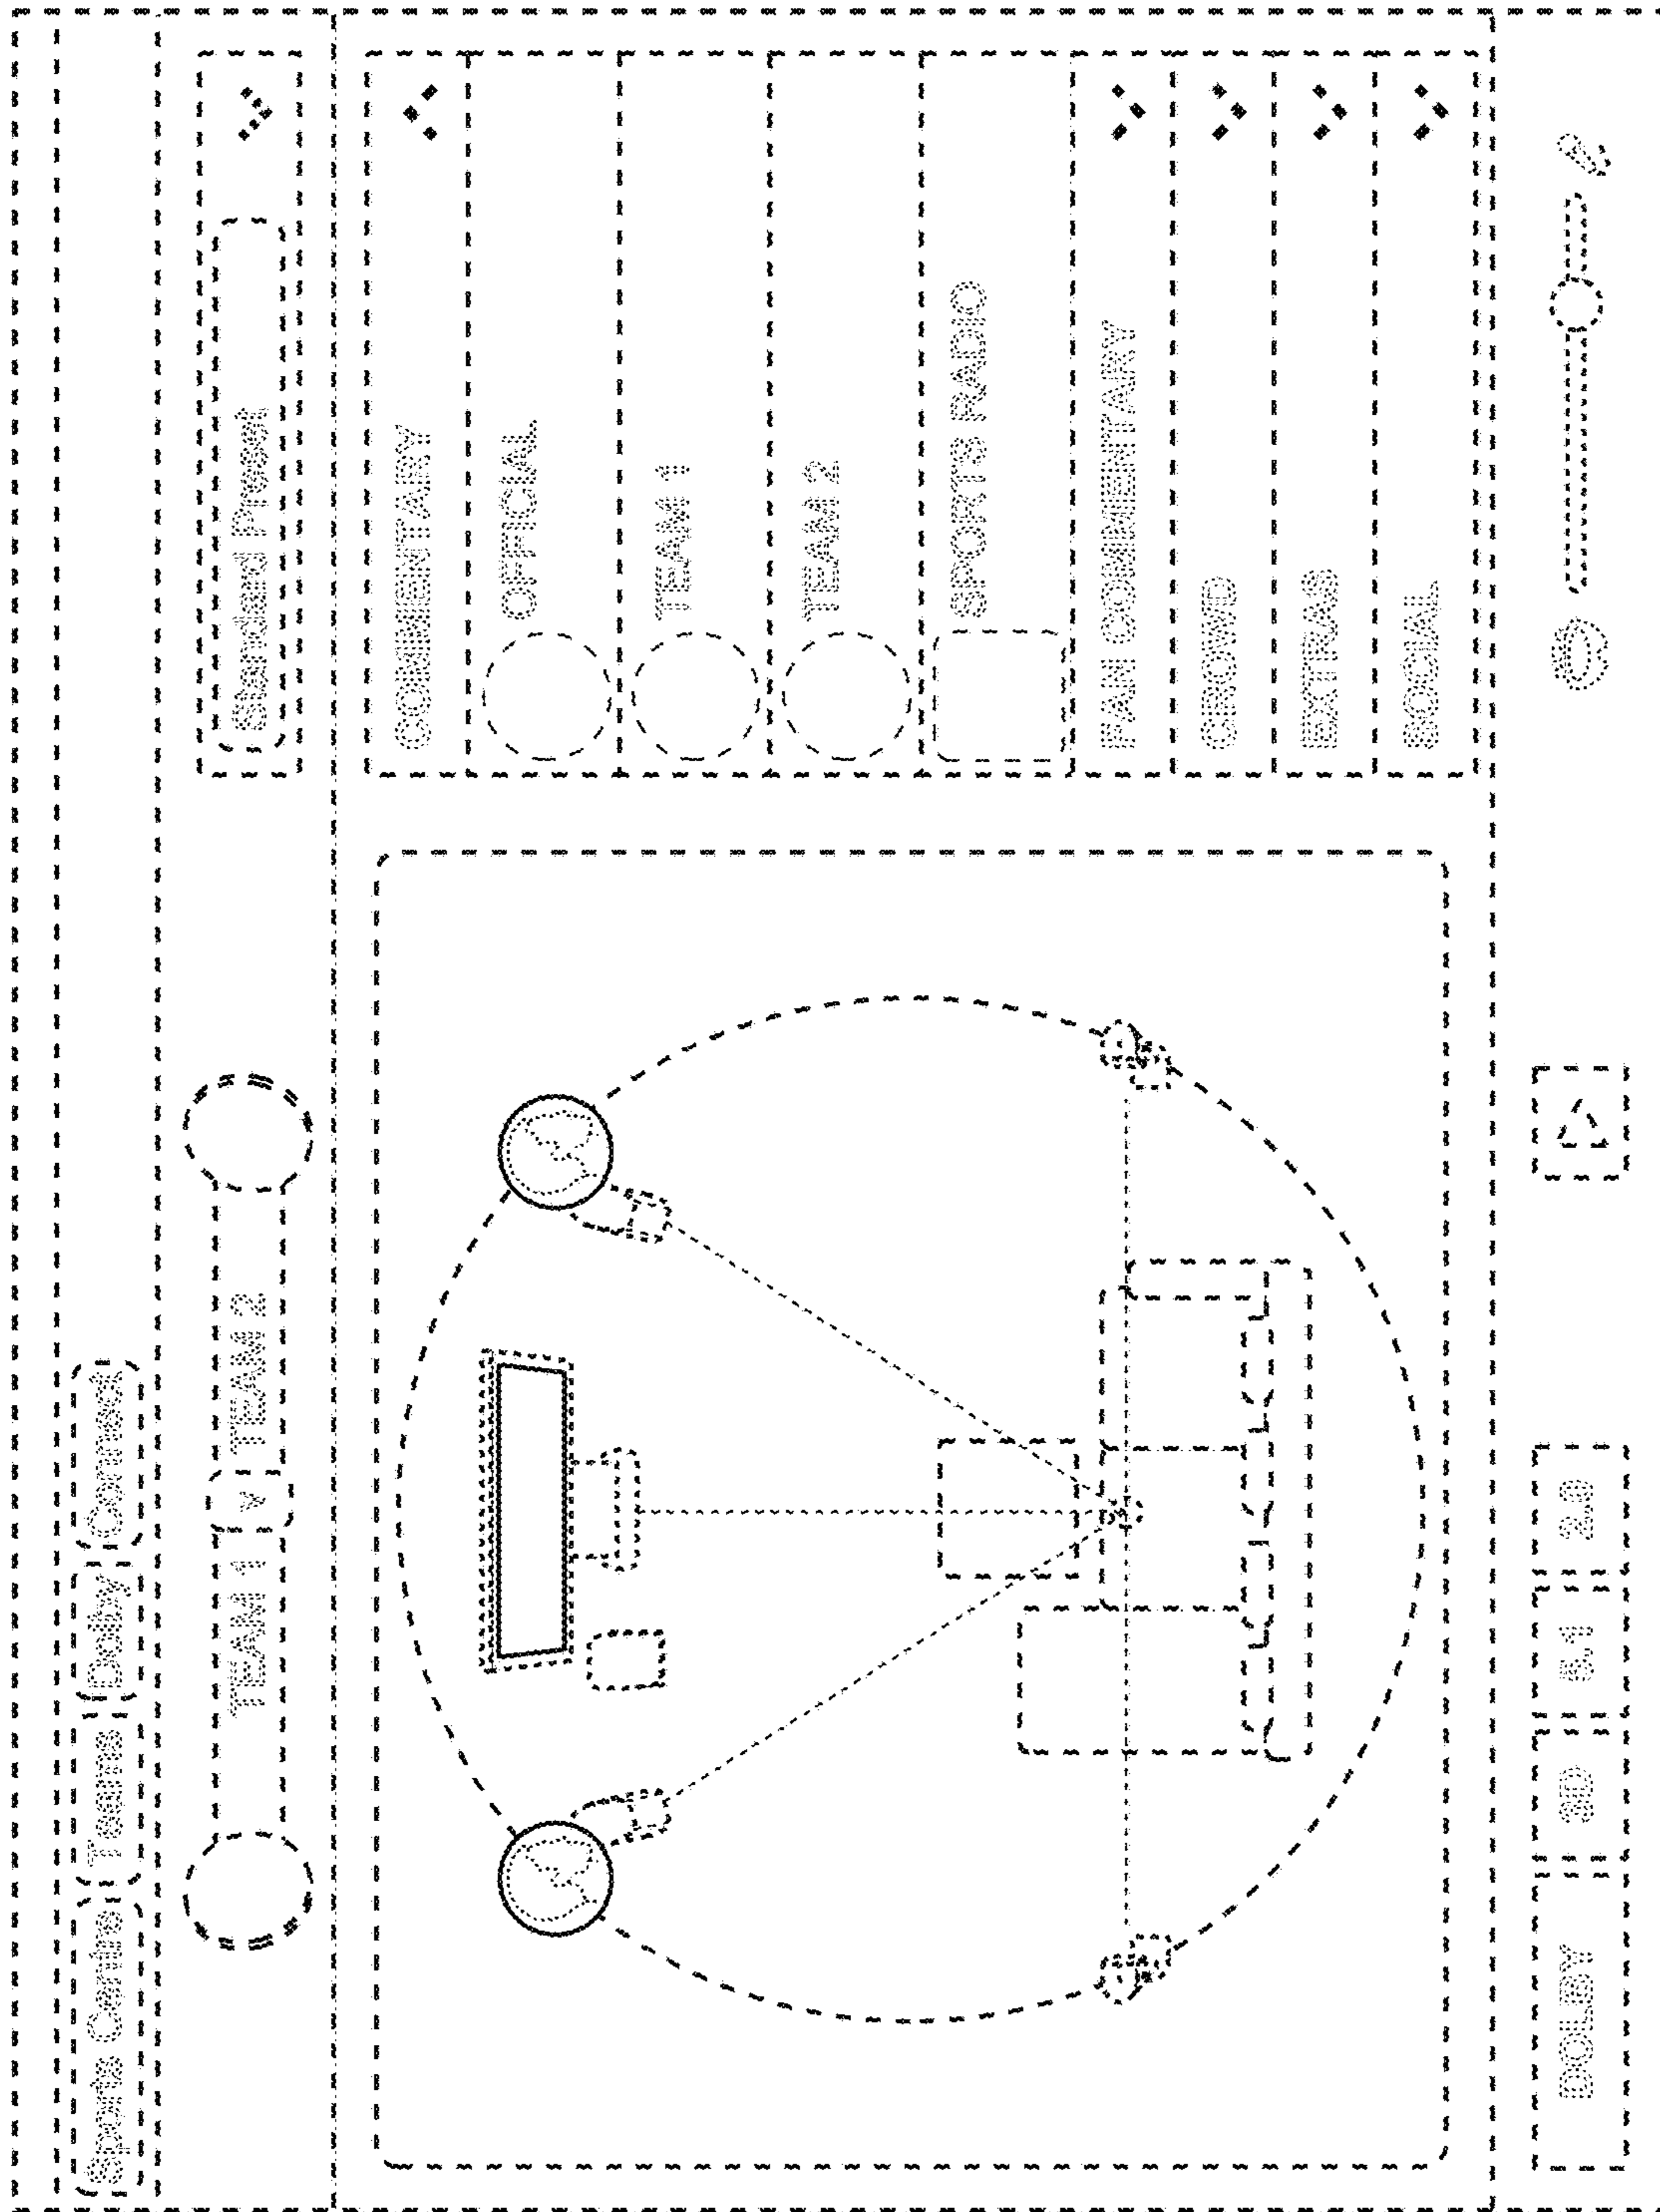 Sports Centre Teams Dolby Connect
TEAM 1 v TEAM 2
Standard Preset
COMMENTARY
OFFICIAL
TEAM 1
TEAM 2
SPORTS RADIO
FAN COMMENTARY
CROWD
EXTRAS
SOCIAL
DOLBY 3D 5.1 2.0